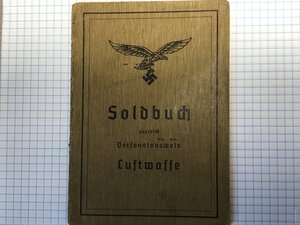 Soldbuch
zugleich
Personalausweis
Luftwaffe